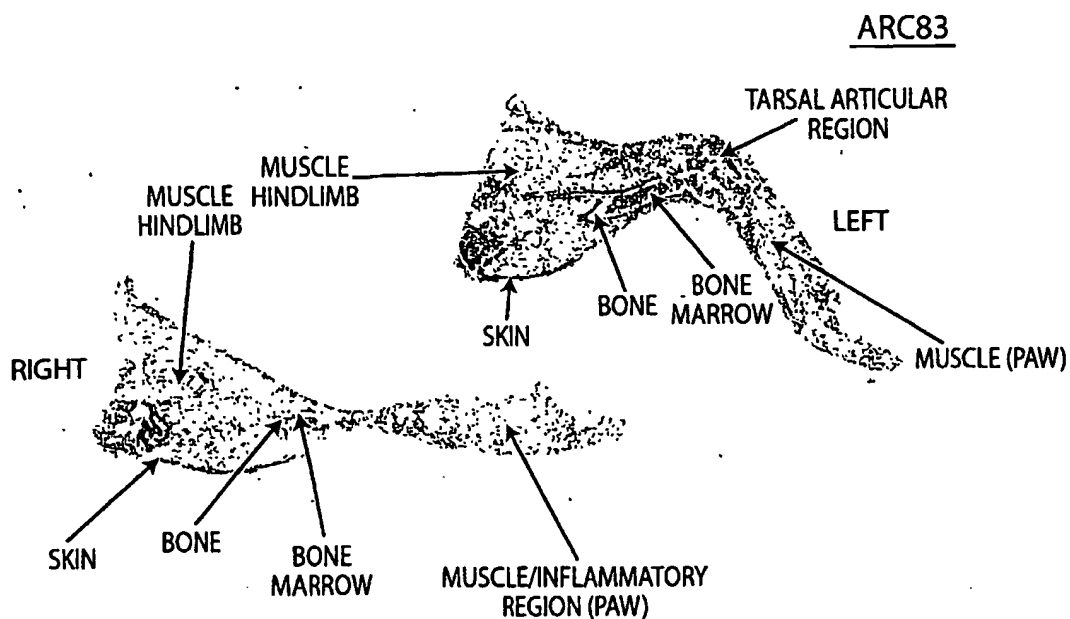 ARC83
TARSAL ARTICULAR
REGION
MUSCLE
HINDLIMB
MUSCLE
HINDLIMB
LEFT
BONE
BONE
MARROW
SKIN
MUSCLE (PAW)
RIGHT
SKIN
BONE
BONE
MARROW
MUSCLE/INFLAMMATORY
REGION (PAW)